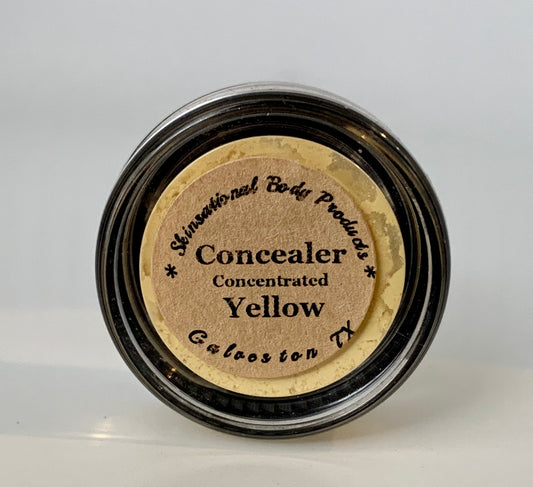 * Skinsational Body Products *
Concealer
Concentrated
Yellow
Galveston TX